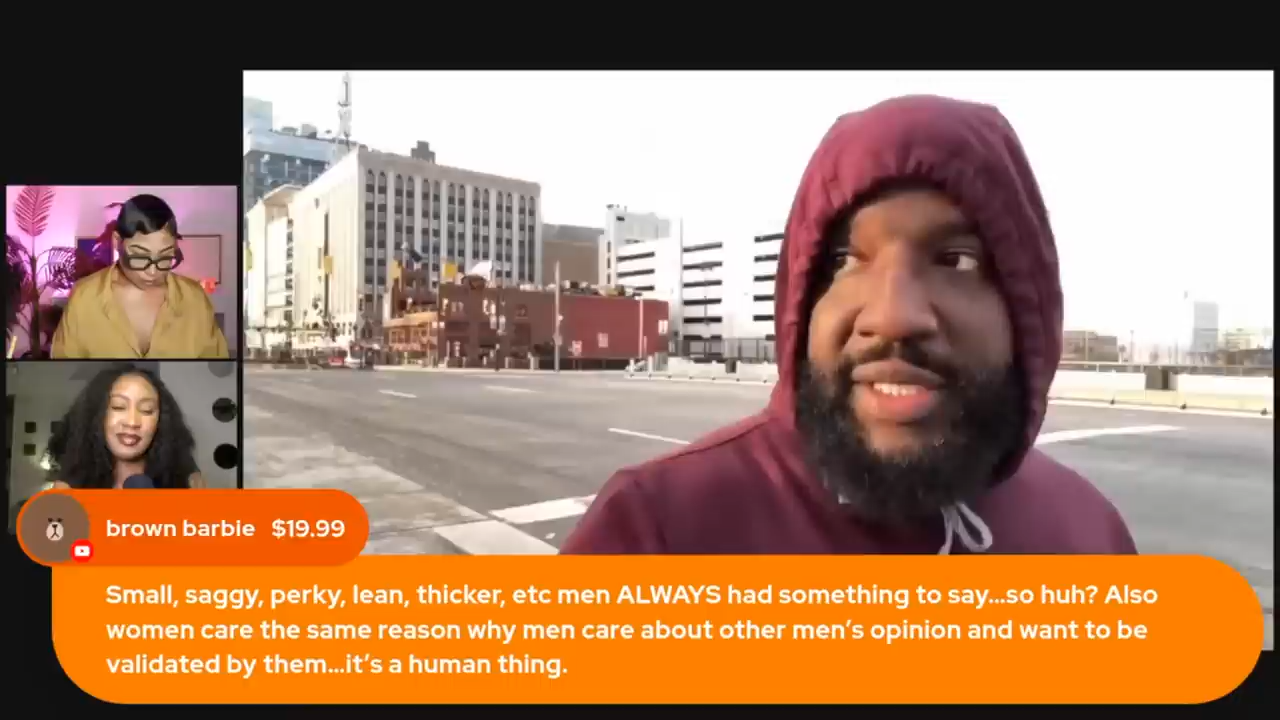 brown barbie $19.99
Small, saggy, perky, lean, thicker, etc men ALWAYS had something to say...so huh? Also
women care the same reason why men care about other men's opinion and want to be
validated by them...it's a human thing.